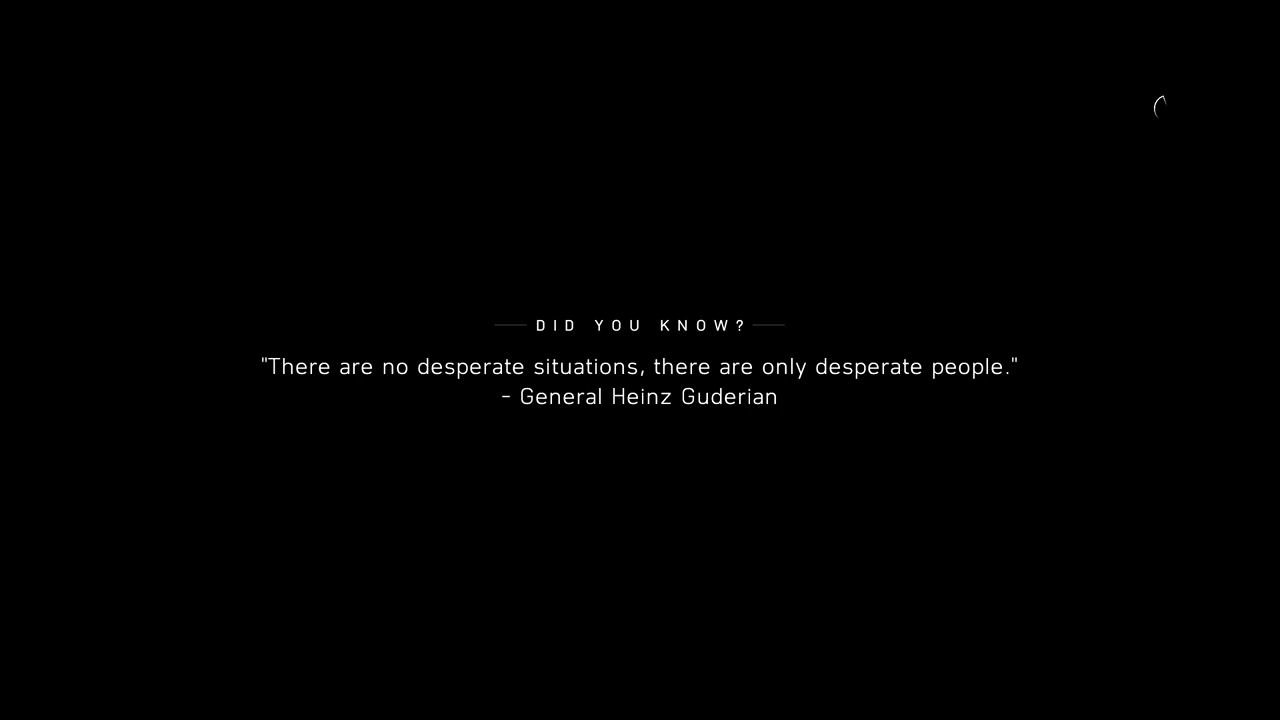 DID YOU KNOW?
"There are no desperate situations, there are only desperate people."
- General Heinz Guderian